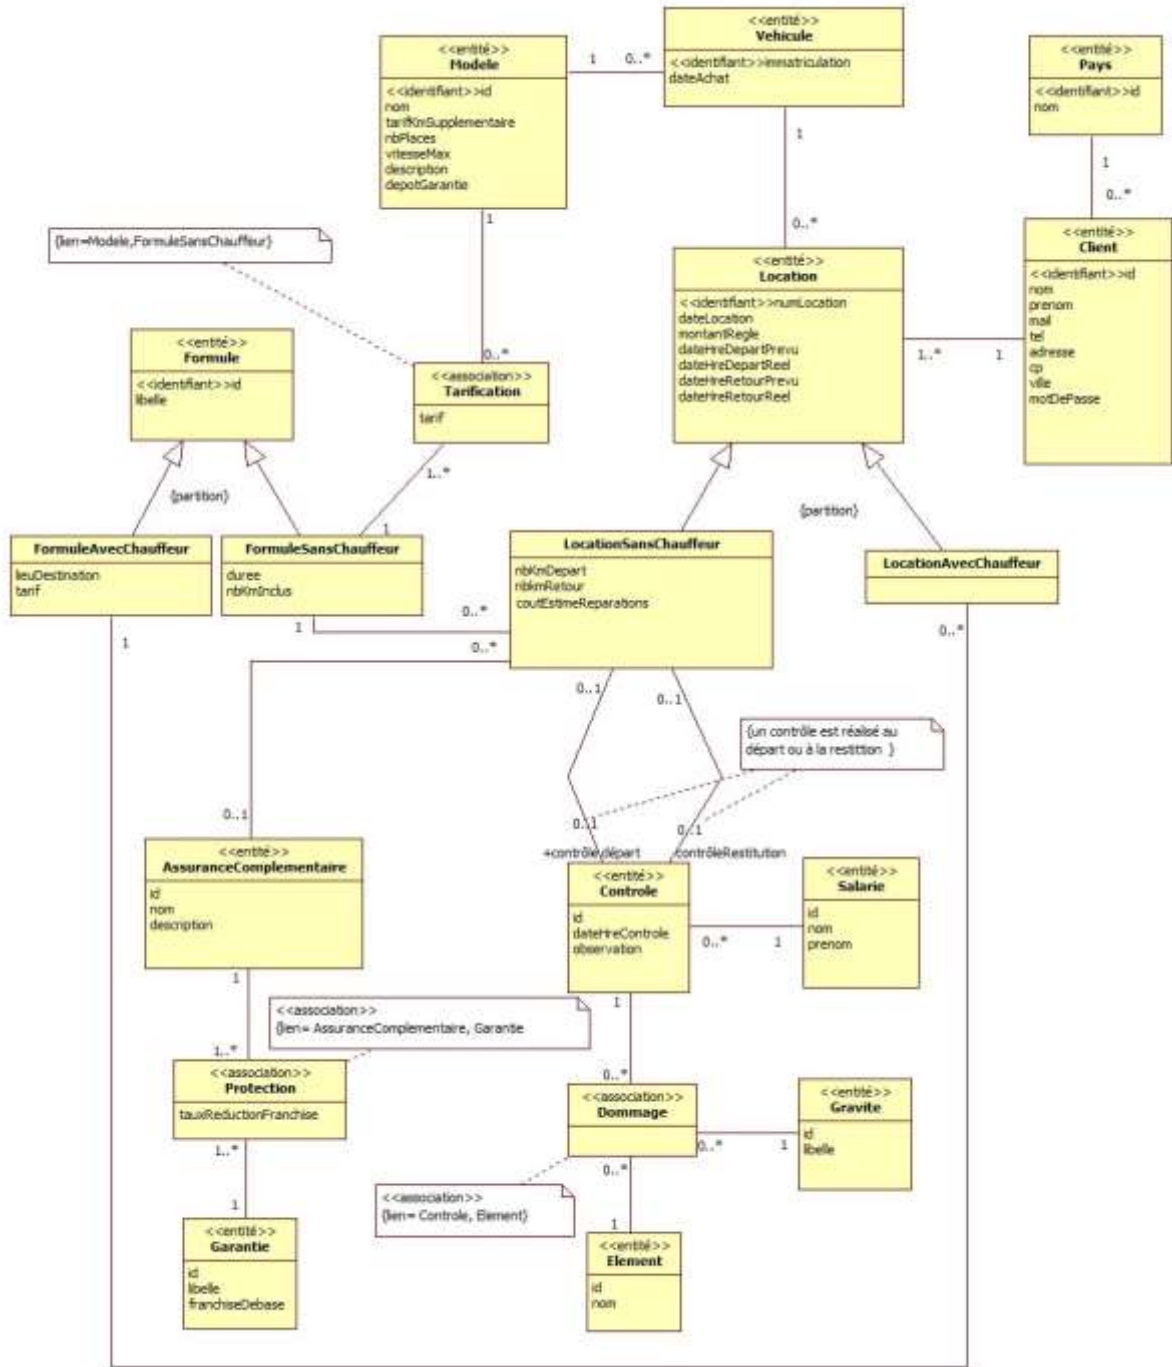 <<entité>>
Modele
<<identifiant>>id
nom
tarifKmSupplementaire
nbPlaces
vitesseMax
description
depotGarantie
1
0..*
<<entité>>
Vehicule
<<identifiant>>immatriculation
dateAchat
<<entité>>
Pays
<<identifiant>>id
nom
1
0..*
1
0..*
1
0..*
{lien=Modele,FormuleSansChauffeur}
<<entité>>
Formule
<<identifiant>>id
libelle
<<association>>
Tarification
tarif
1..*
1
<<entité>>
Location
<<identifiant>>numLocation
dateLocation
montantRegle
dateHreDepartPrevu
dateHreDepartReel
dateHreRetourPrevu
dateHreRetourReel
1..*
1
<<entité>>
Client
<<identifiant>>id
nom
prenom
mail
tel
adresse
cp
ville
motDePasse
{partition}
{partition}
FormuleAvecChauffeur
lieuDestination
tarif
FormuleSansChauffeur
duree
nbKmInclus
LocationSansChauffeur
nbKmDepart
nbkmRetour
coutEstimeReparations
LocationAvecChauffeur
1
1
0..*
0..*
0..*
0..1
0..1
{un contrôle est réalisé au
départ ou à la restittion }
0..1
0..1
0..1
+contrôle départ
contrôleRestitution
<<entité>>
AssuranceComplementaire
id
nom
description
<<entité>>
Controle
id
dateHreControle
observation
0..*
1
<<entité>>
Salarie
id
nom
prenom
1
1
<<association>>
{lien= AssuranceComplementaire, Garantie
1..*
0..*
<<association>>
Protection
tauxReductionFranchise
<<association>>
Dommage
0..*
1
<<entité>>
Gravite
id
libelle
1..*
0..*
<<association>>
{lien= Controle, Element}
1
1
<<entité>>
Garantie
id
libelle
franchiseDebase
<<entité>>
Element
id
nom